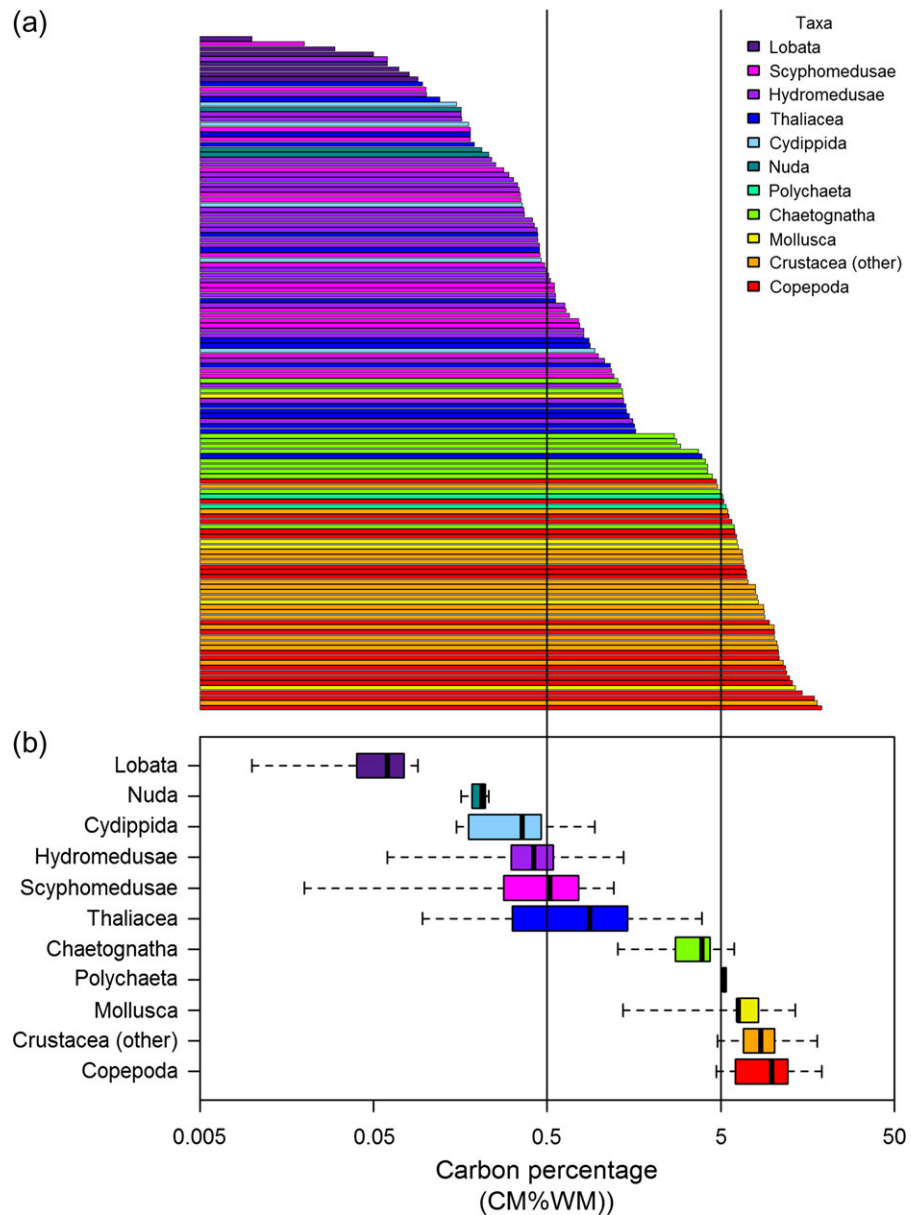 (a)
Taxa
Lobata
Scyphomedusae
Hydromedusae
Thaliacea
Cydippida
Nuda
Polychaeta
Chaetognatha
Mollusca
Crustacea (other)
Copepoda
(b)
Lobata
Nuda
Cydippida
Hydromedusae
Scyphomedusae
Thaliacea
Chaetognatha
Polychaeta
Mollusca
Crustacea (other)
Copepoda
0.005 0.05 0.5 5 50
Carbon percentage
(CM%WM))